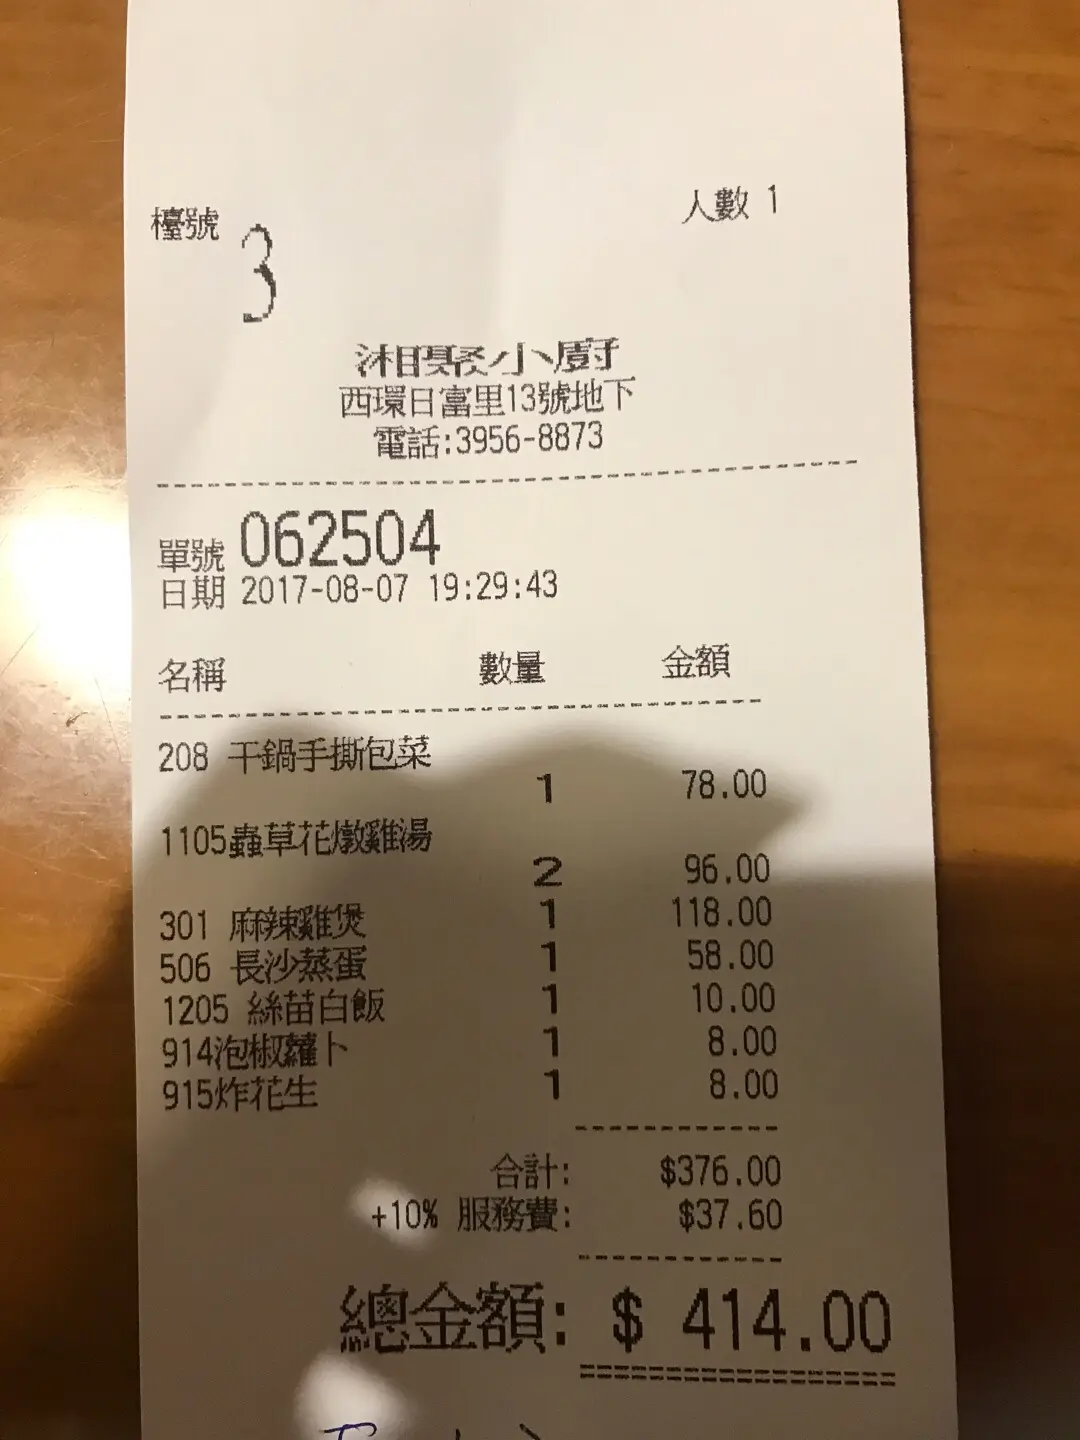 檯號 3 人數 1
湘聚小廚
西環日富里13號地下
電話:3956-8873
單號 062504
日期 2017-08-07 19:29:43
名稱 數量 金額
208 干鍋手撕包菜
1 78.00
1105蟲草花燉雞湯
2 96.00
301 麻辣雞煲 1 118.00
506 長沙蒸蛋 1 58.00
1205 絲苗白飯 1 10.00
914泡椒蘿卜 1 8.00
915炸花生 1 8.00
合計: $376.00
+10% 服務費: $37.60
總金額: $ 414.00